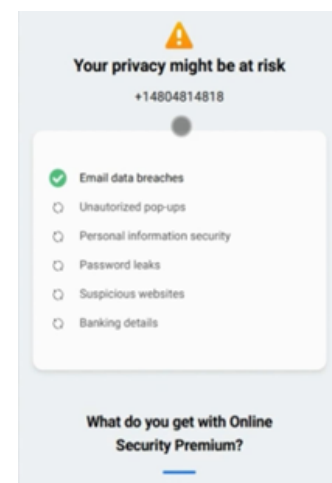 Your privacy might be at risk
+14804814818
Email data breaches
Unautorized pop-ups
Personal information security
Password leaks
Suspicious websites
Banking details
What do you get with Online
Security Premium?